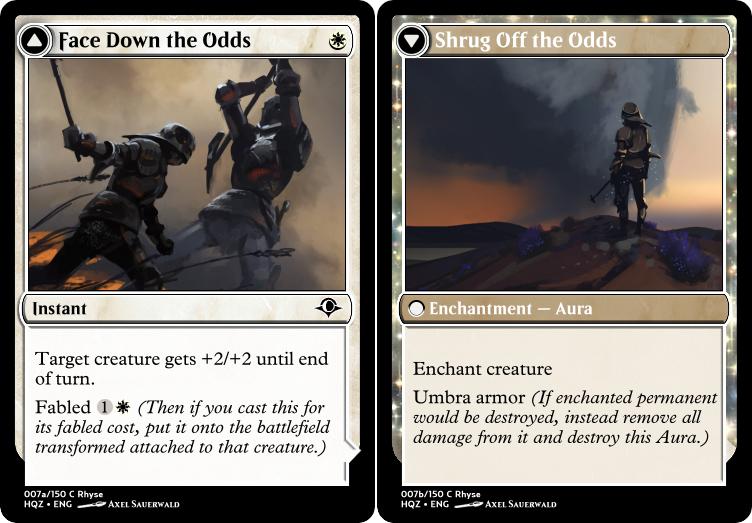 Face Down the Odds
Instant
Target creature gets +2/+2 until end
of turn.
Fabled 1 (Then if you cast this for
its fabled cost, put it onto the battlefield
transformed attached to that creature.)
007a/150 C Rhyse
HQZ • ENG Axel Sauerwald
Shrug Off the Odds
Enchantment — Aura
Enchant creature
Umbra armor (If enchanted permanent
would be destroyed, instead remove all
damage from it and destroy this Aura.)
007b/150 C Rhyse
HQZ • ENG Axel Sauerwald